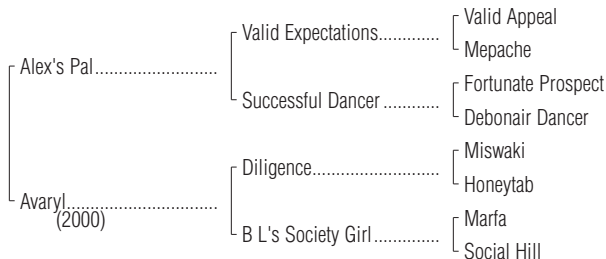 Valid Appeal
Valid Expectations.............
Mepache
Alex's Pal..........................
Fortunate Prospect
Successful Dancer ............
Debonair Dancer
Miswaki
Diligence...........................
Honeytab
Avaryl................................
(2000)
Marfa
B L's Society Girl..............
Social Hill